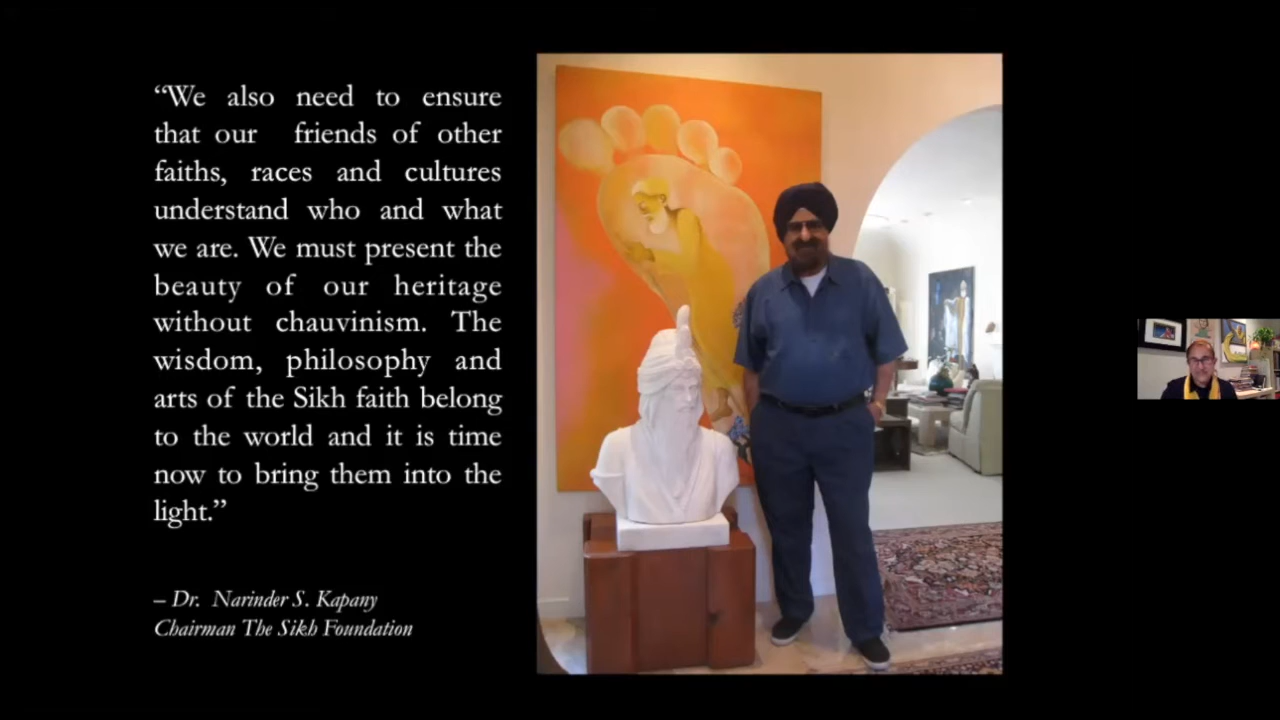 “We also need to ensure
that our friends of other
faiths, races and cultures
understand who and what
we are. We must present the
beauty of our heritage
without chauvinism. The
wisdom, philosophy and
arts of the Sikh faith belong
to the world and it is time
now to bring them into the
light.”
– Dr. Narinder S. Kapany
Chairman The Sikh Foundation